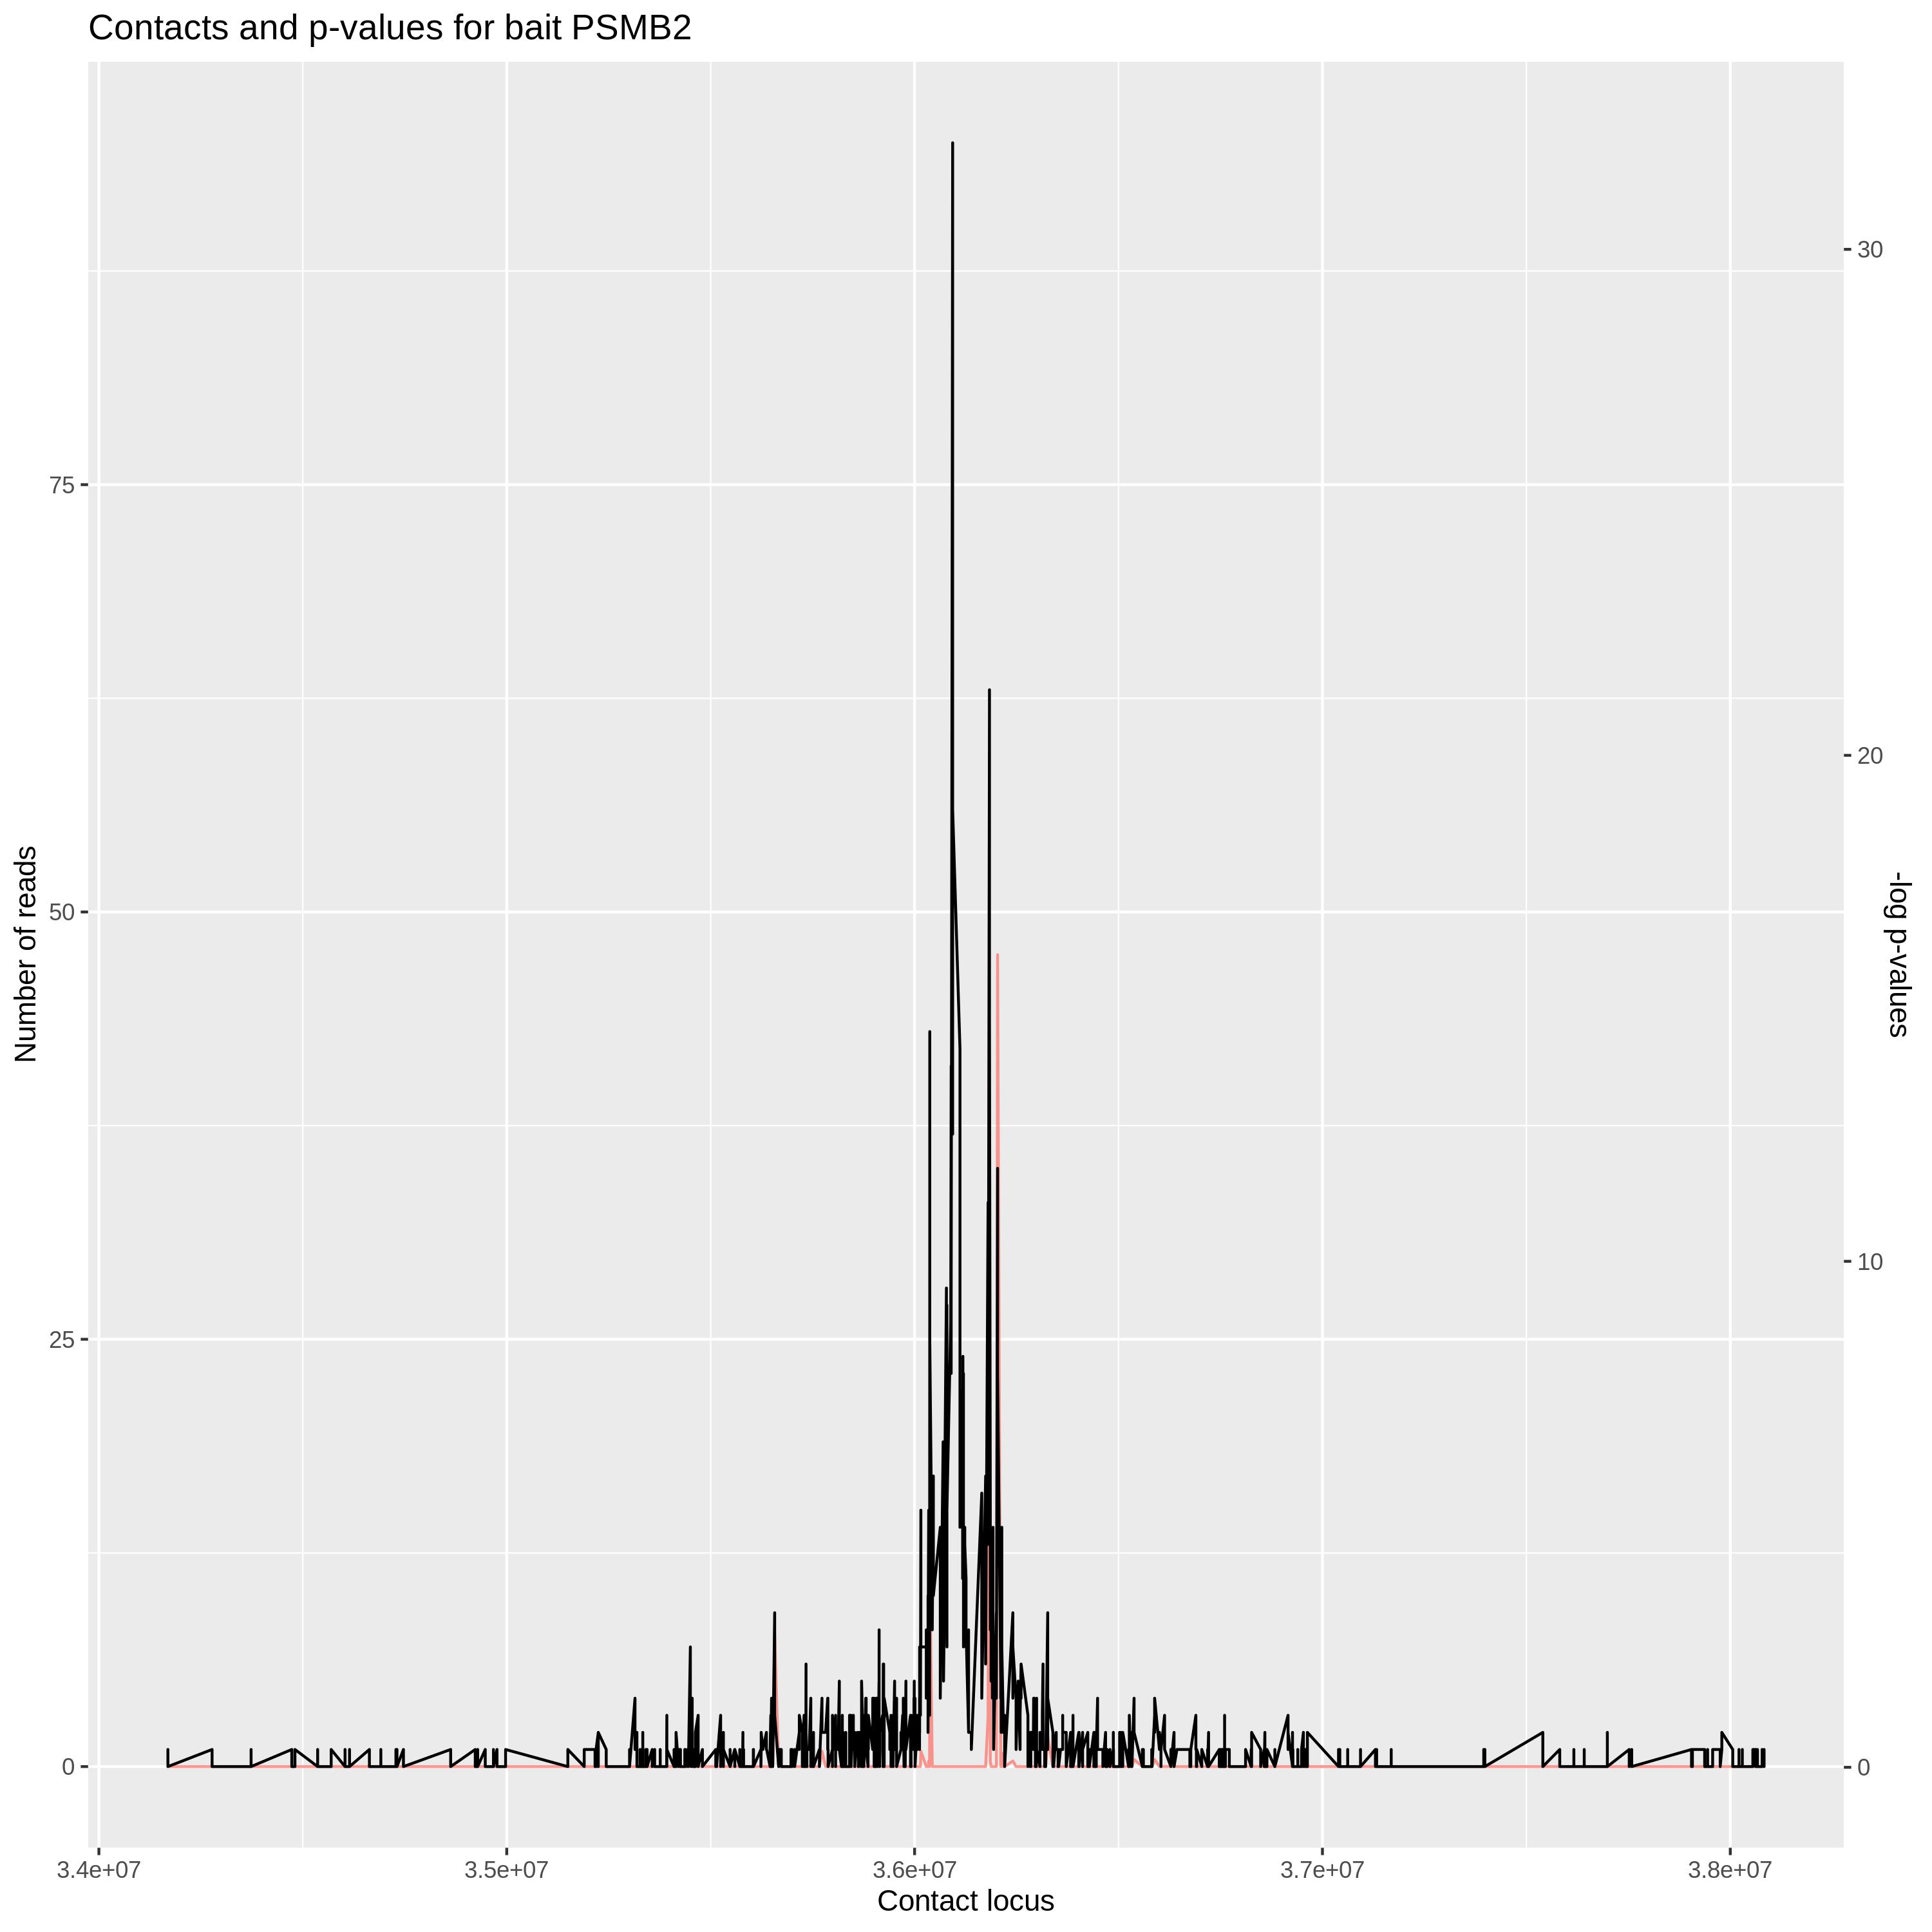 Contacts and p-values for bait PSMB2
Number of reads
75
50
25
0
30
20
10
0
-log p-values
3.4e+07 3.5e+07 3.6e+07 3.7e+07 3.8e+07
Contact locus